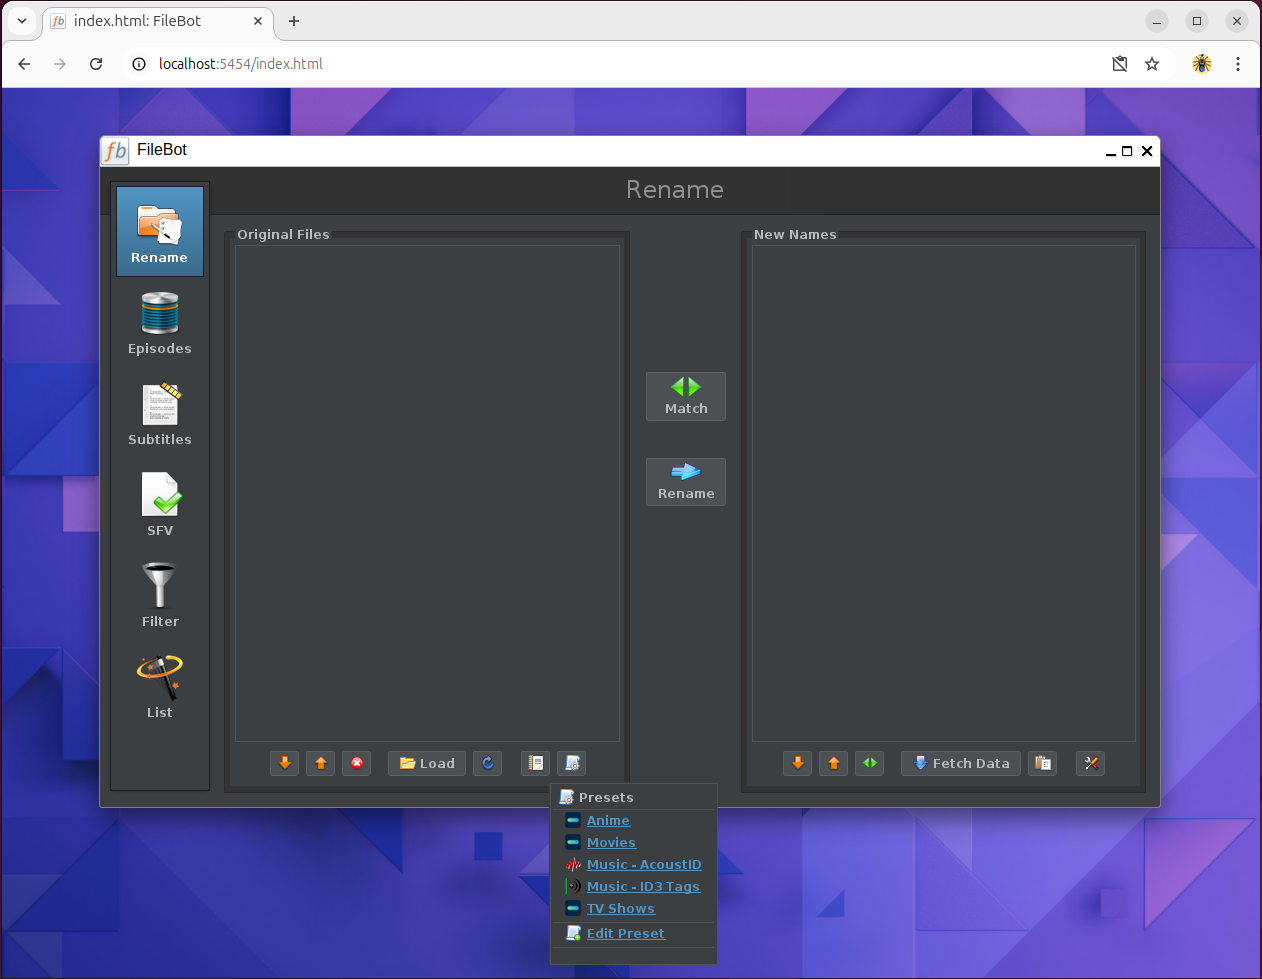 index.html: FileBot
localhost:5454/index.html
fb FileBot
Rename
Rename
Episodes
Subtitles
SFV
Filter
List
Original Files
Match
Rename
New Names
Load
Fetch Data
Presets
Anime
Movies
Music - AcoustID
Music - ID3 Tags
TV Shows
Edit Preset